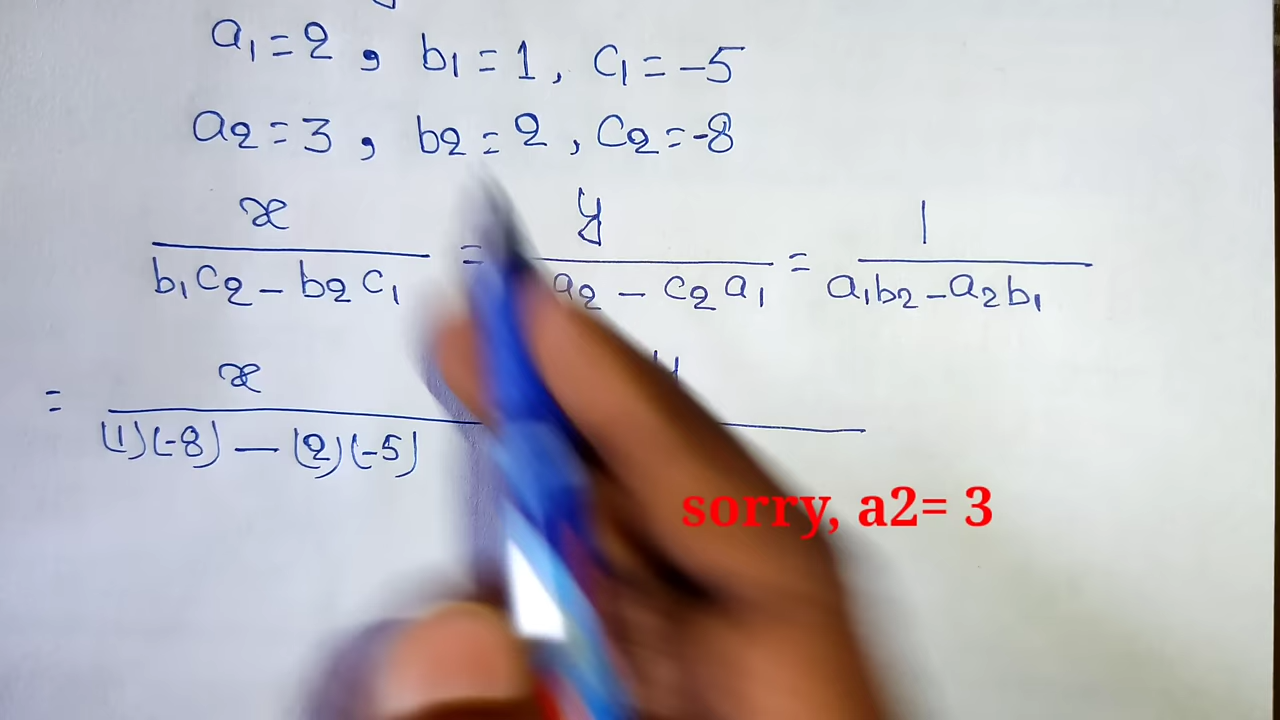 a₁ = 2 , b₁ = 1 , c₁ = -5
a2 = 3 , b2 = 2 , c2 = -8
x = y = 1
b₁c2 - b2c₁ a2 - c2a₁ a₁b2 - a2b₁
= x
(1)(-8) - (2)(-5)
sorry, a2= 3